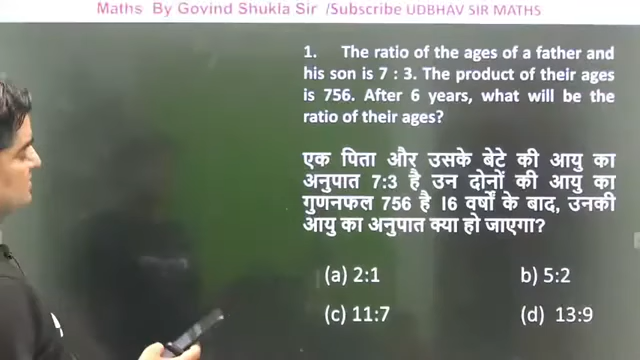 Maths By Govind Shukla Sir /Subscribe UDBHAV SIR MATHS
1. The ratio of the ages of a father and
his son is 7 : 3. The product of their ages
is 756. After 6 years, what will be the
ratio of their ages?
एक पिता और उसके बेटे की आयु का
अनुपात 7:3 है उन दोनों की आयु का
गुणनफल 756 है I6 वर्षों के बाद, उनकी
आयु का अनुपात क्या हो जाएगा?
(a) 2:1 b) 5:2
(c) 11:7 (d) 13:9